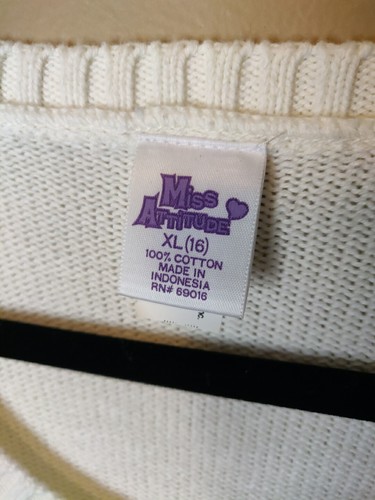 Miss
Attitude
XL (16)
100% COTTON
MADE IN
INDONESIA
RN# 69016